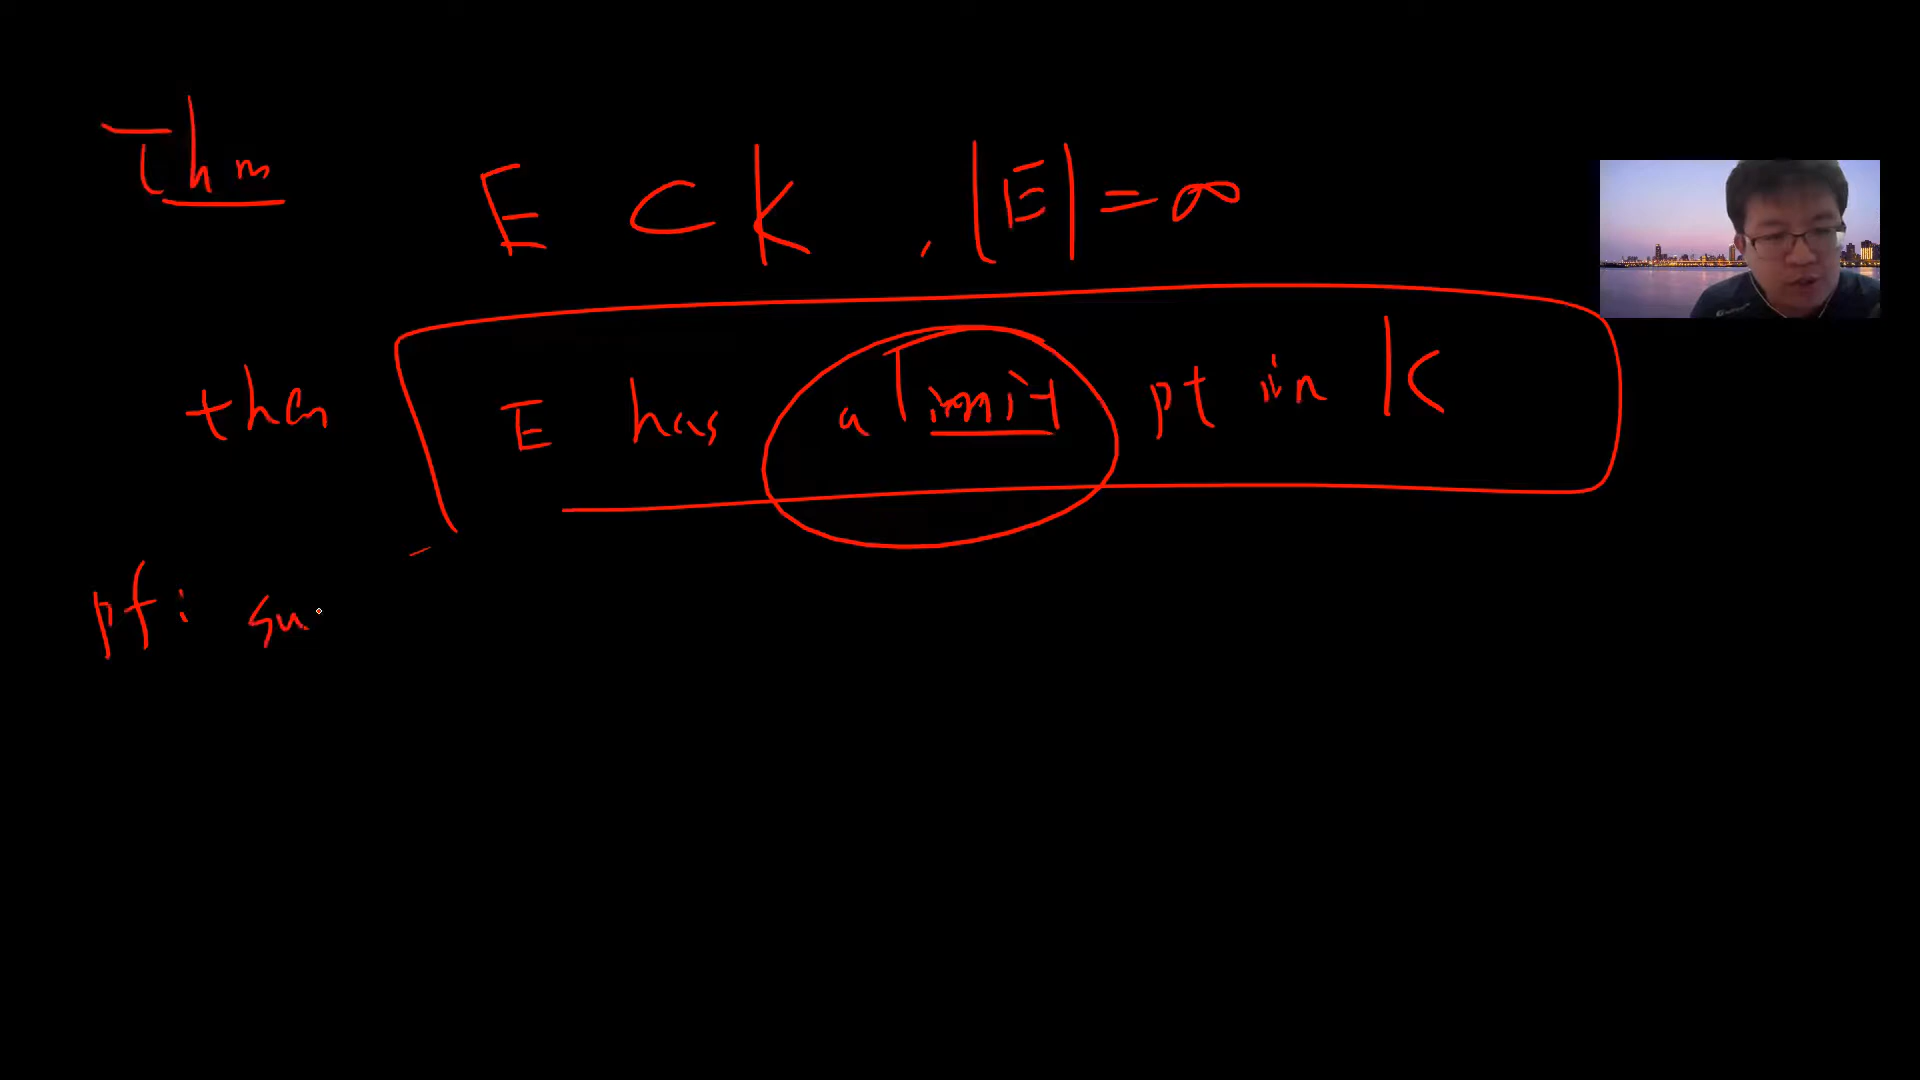 Thm
E ⊂ K , |E| = ∞
then E has a limit pt in K
pf: su